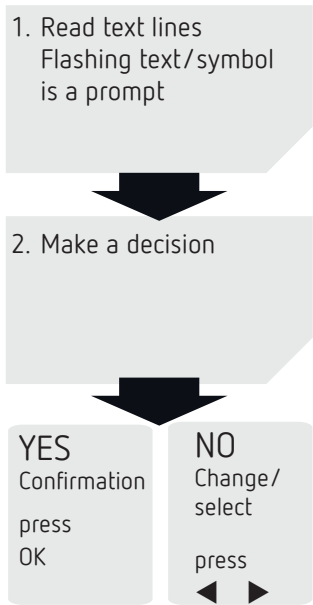 1. Read text lines
Flashing text/symbol
is a prompt
2. Make a decision
YES
Confirmation
press
OK
NO
Change/
select
press